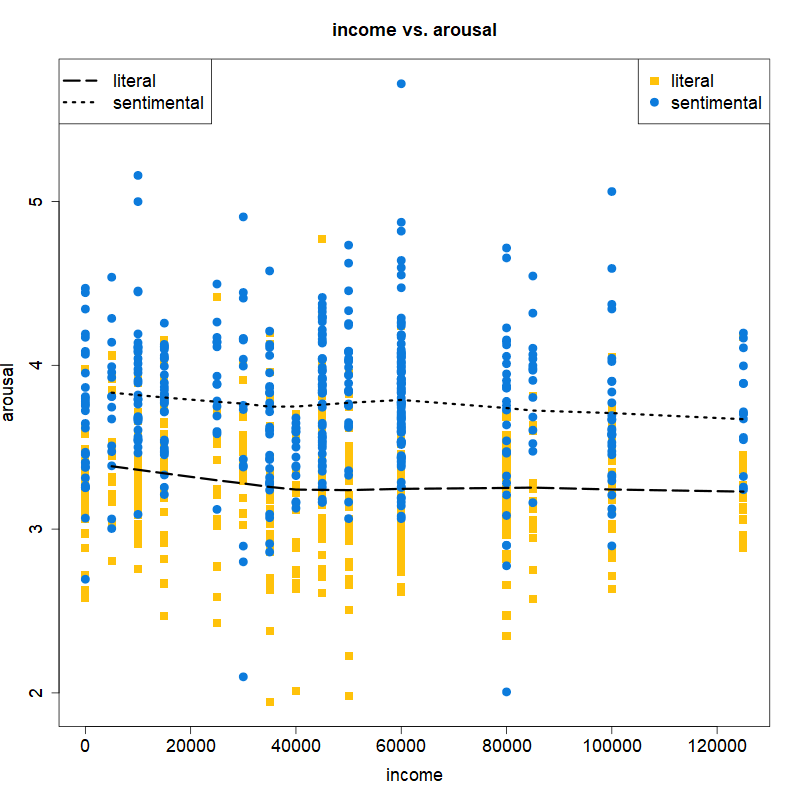 income vs. arousal
literal
sentimental
literal
sentimental
arousal
5
4
3
2
0 20000 40000 60000 80000 100000 120000
income